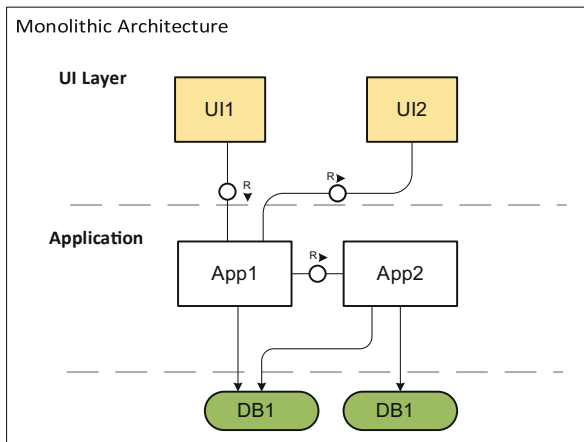 Monolithic Architecture
UI Layer
UI1
UI2
R
R
Application
App1
R
App2
DB1
DB1